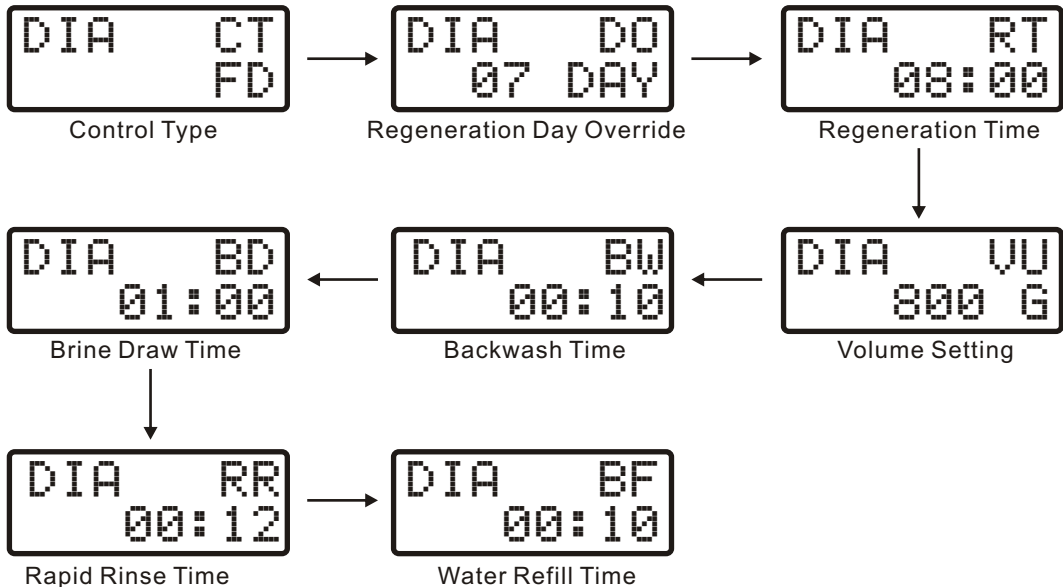 DIA CT
FD
Control Type
DIA DO
07 DAY
Regeneration Day Override
DIA RT
08:00
Regeneration Time
DIA VU
800 G
Volume Setting
DIA BW
00:10
Backwash Time
DIA BD
01:00
Brine Draw Time
DIA RR
00:12
Rapid Rinse Time
DIA BF
00:10
Water Refill Time